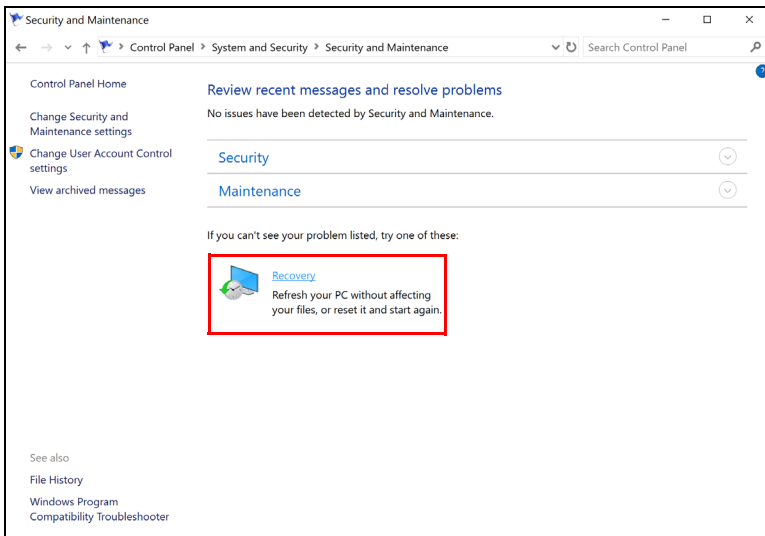 Security and Maintenance
Control Panel > System and Security > Security and Maintenance
Search Control Panel
?
Control Panel Home
Change Security and
Maintenance settings
Change User Account Control
settings
View archived messages
Review recent messages and resolve problems
No issues have been detected by Security and Maintenance.
Security
Maintenance
If you can't see your problem listed, try one of these:
Recovery
Refresh your PC without affecting
your files, or reset it and start again.
See also
File History
Windows Program
Compatibility Troubleshooter